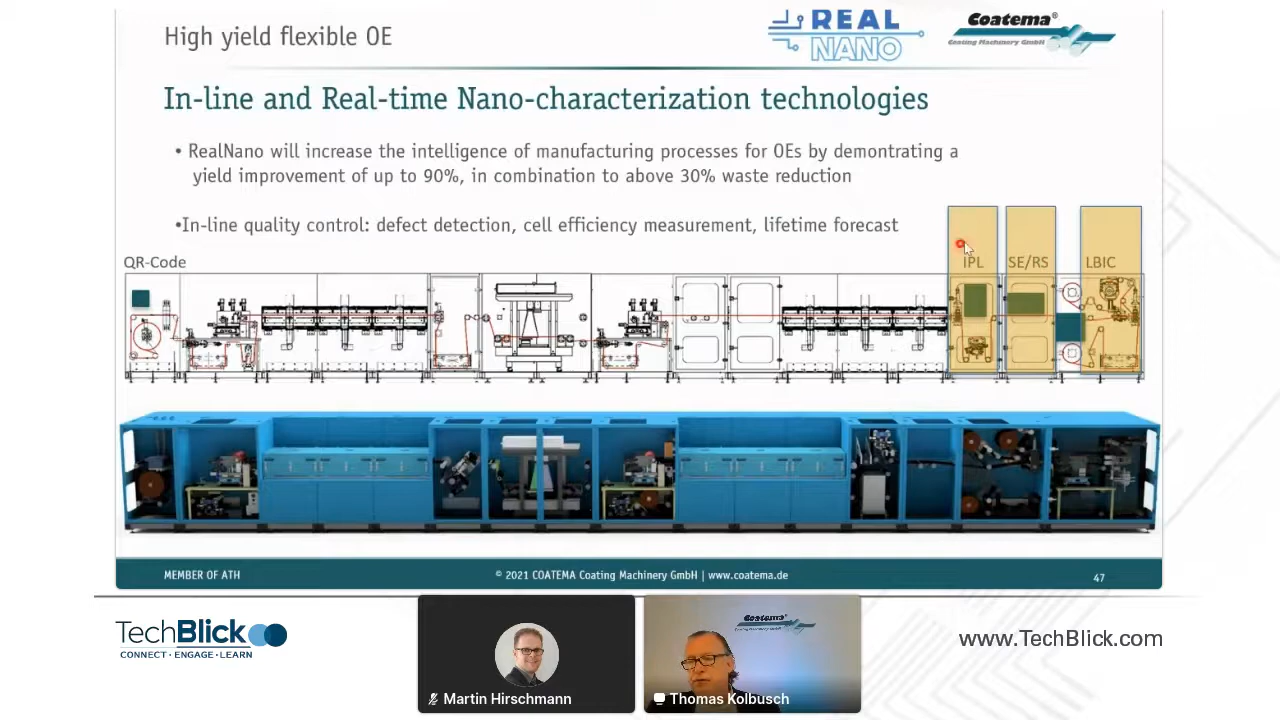 High yield flexible OE
REAL
NANO
Coatema®
Coating Machinery GmbH
In-line and Real-time Nano-characterization technologies
• RealNano will increase the intelligence of manufacturing processes for OEs by demontrating a
yield improvement of up to 90%, in combination to above 30% waste reduction
•In-line quality control: defect detection, cell efficiency measurement, lifetime forecast
QR-Code
IPL
SE/RS
LBIC
MEMBER OF ATH
© 2021 COATEMA Coating Machinery GmbH | www.coatema.de
47
TechBlick
CONNECT · ENGAGE · LEARN
Coatema®
Martin Hirschmann
Thomas Kolbusch
www.TechBlick.com